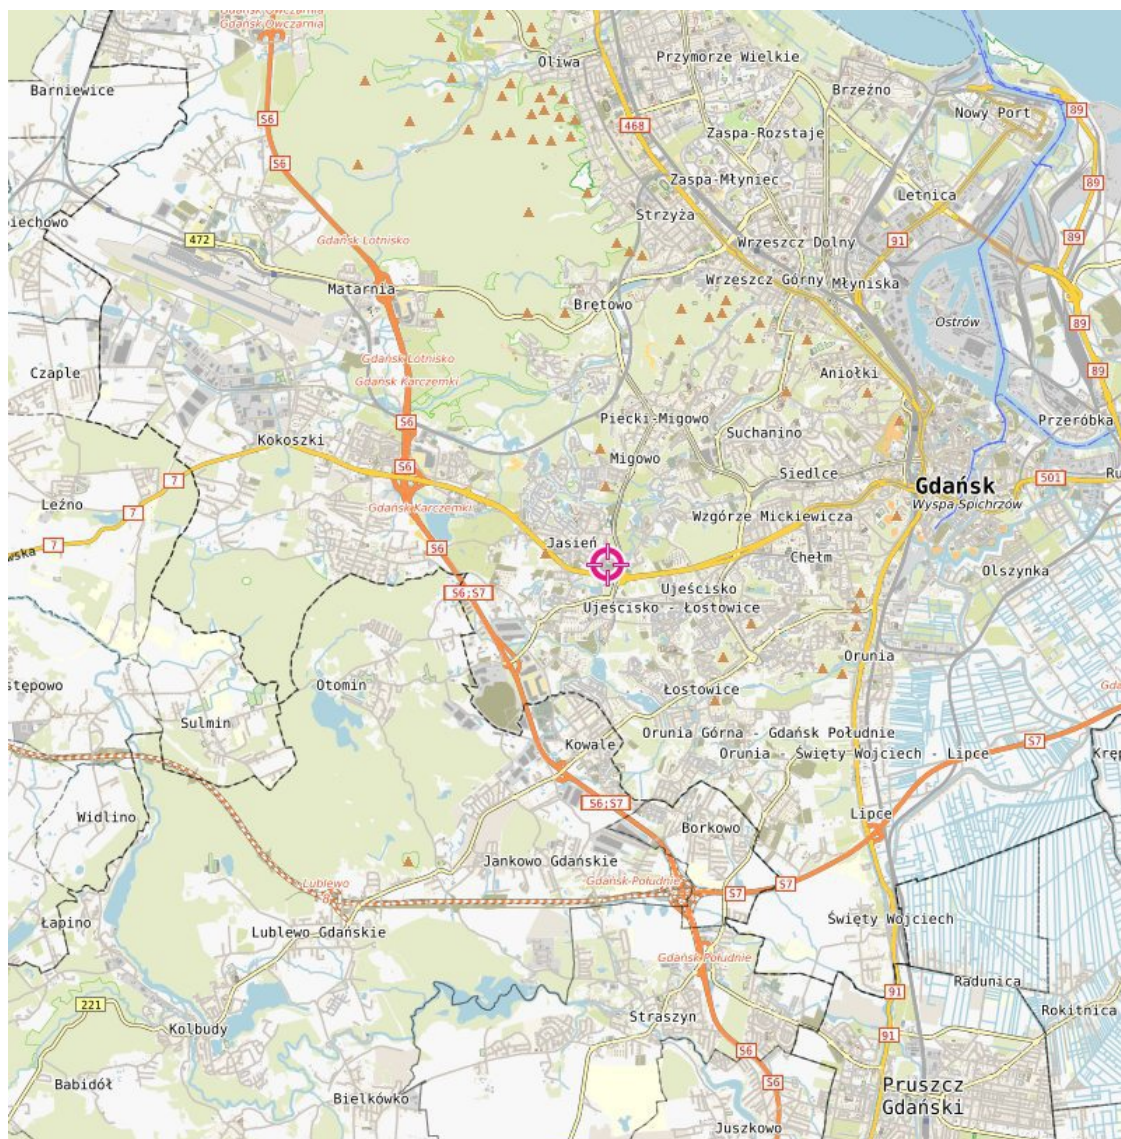 Gdańsk Owczarnia
Gdańsk Owczarnia
Oliwa
Przymorze Wielkie
Barniewice
Brzeźno
Nowy Port
89
S6
468
Zaspa-Rozstaje
89
S6
Zaspa-Młyniec
89
Letnica
Strzyża
iechowo
472
Gdańsk Lotnisko
Wrzeszcz Dolny
91
89
Matarnia
Wrzeszcz Górny
Młyniska
Brętowo
Ostrów
89
Gdańsk Lotnisko
Czaple
Gdańsk Karczemki
Aniołki
89
S6
Piecki-Migowo
Przeróbka
Suchanino
Kokoszki
Migowo
S6
Siedlce
7
Gdańsk
501
Ru
Leźno
Gdańsk Karczemki
Wyspa Spichrzów
7
Wzgórze Mickiewicza
7
S6
Jasień
wska
Chełm
Olszynka
S6;S7
Ujeścisko
Ujeścisko - Łostowice
Orunia
stępowo
Otomin
Łostowice
Gda
Sulmin
Orunia Górna - Gdańsk Południe
S7
Kowale
Orunia - Święty Wojciech - Lipce
Kręp
S6;S7
Widlino
Lipce
Borkowo
Jankowo Gdańskie
Lublewo
Gdańsk Południe
S7
S7
Łapino
Lublewo Gdańskie
Święty Wojciech
Gdańsk Południe
Radunica
91
221
Straszyn
Rokitnica
Kolbudy
91
S6
Babidół
S6
Pruszcz
Gdański
Bielkówko
Juszkowo